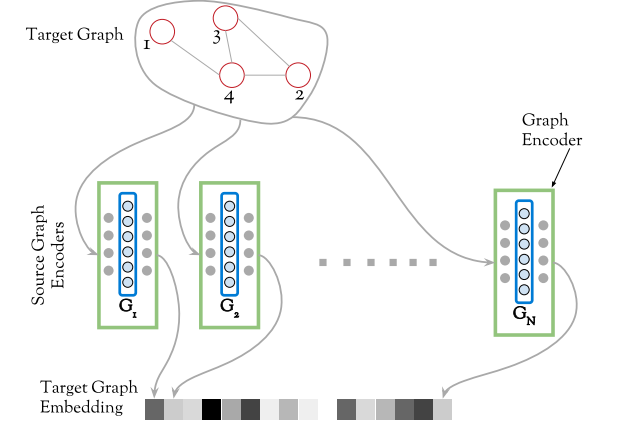 Target Graph
1
3
4
2
Graph
Encoder
Source Graph
Encoders
G1
G2
GN
Target Graph
Embedding